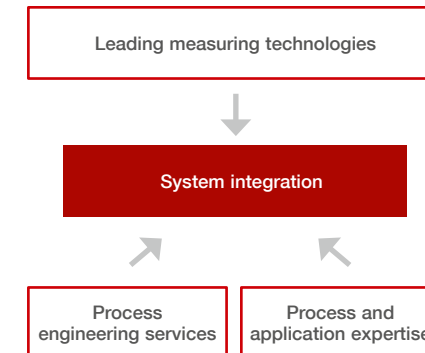 Leading measuring technologies
System integration
Process
engineering services
Process and
application expertise